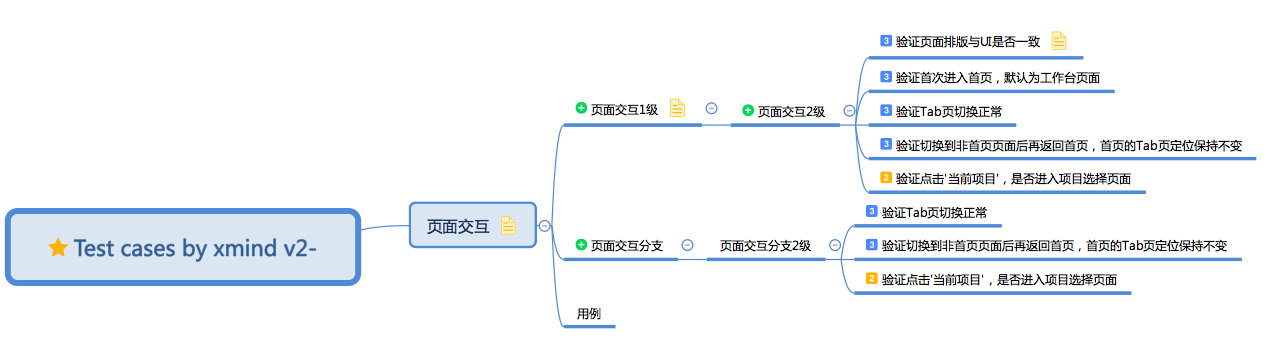 Test cases by xmind v2-
页面交互
页面交互1级
页面交互2级
3 验证页面排版与UI是否一致
3 验证首次进入首页，默认为工作台页面
3 验证Tab页切换正常
3 验证切换到非首页页面后再返回首页，首页的Tab页定位保持不变
2 验证点击'当前项目'，是否进入项目选择页面
页面交互分支
页面交互分支2级
3 验证Tab页切换正常
3 验证切换到非首页页面后再返回首页，首页的Tab页定位保持不变
2 验证点击'当前项目'，是否进入项目选择页面
用例